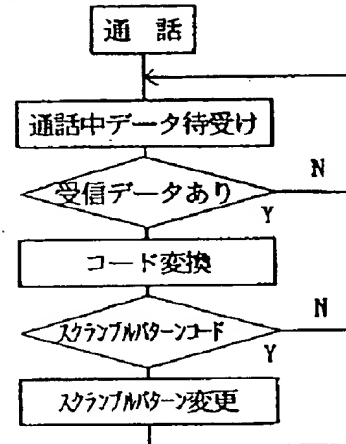 通話
通話中データ待受け
受信データあり
N
Y
コード変換
N
スクランブルパターンコード
Y
スクランブルパターン変更